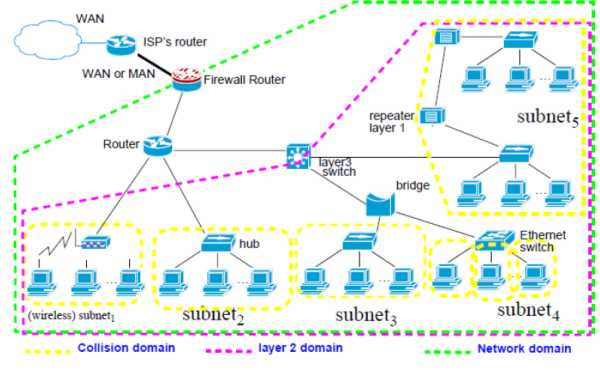 WAN
ISP's router
WAN or MAN
Firewall Router
Router
layer3
switch
repeater
layer 1
subnet5
bridge
hub
Ethernet
switch
(wireless) subnet1
subnet2
subnet3
subnet4
Collision domain
layer 2 domain
Network domain